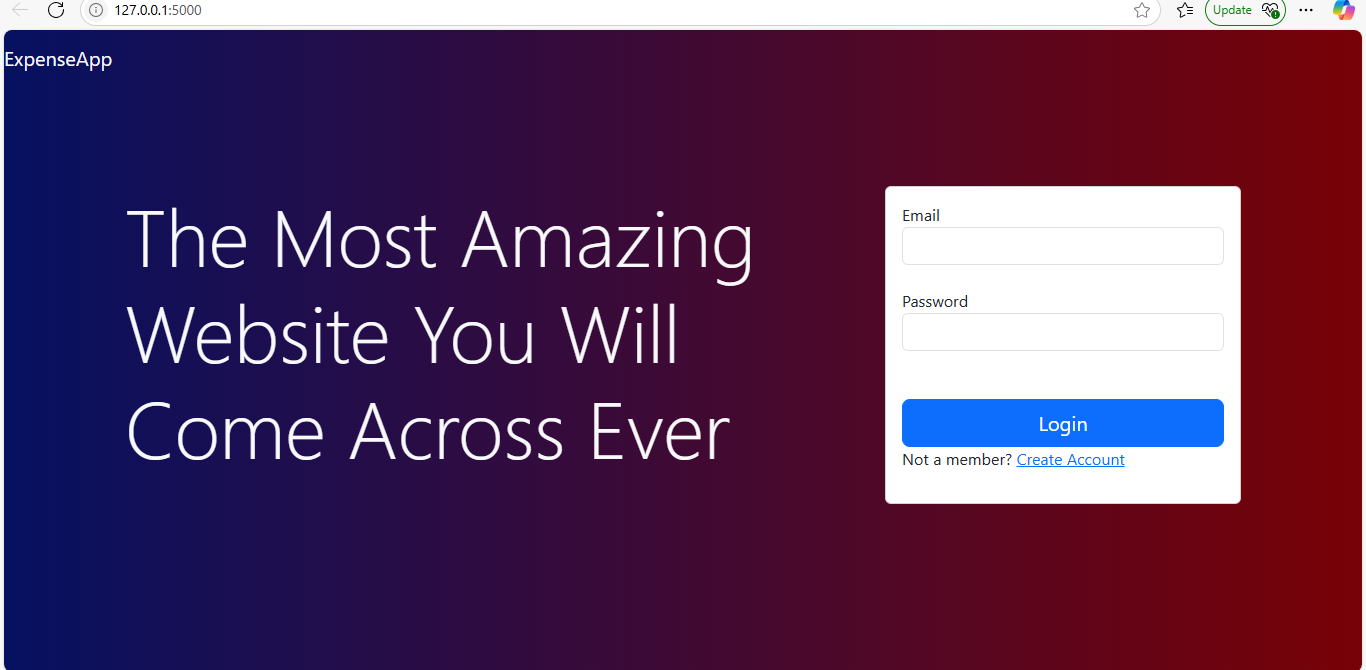 127.0.0.1:5000
Update
ExpenseApp
The Most Amazing
Website You Will
Come Across Ever
Email
Password
Login
Not a member? Create Account